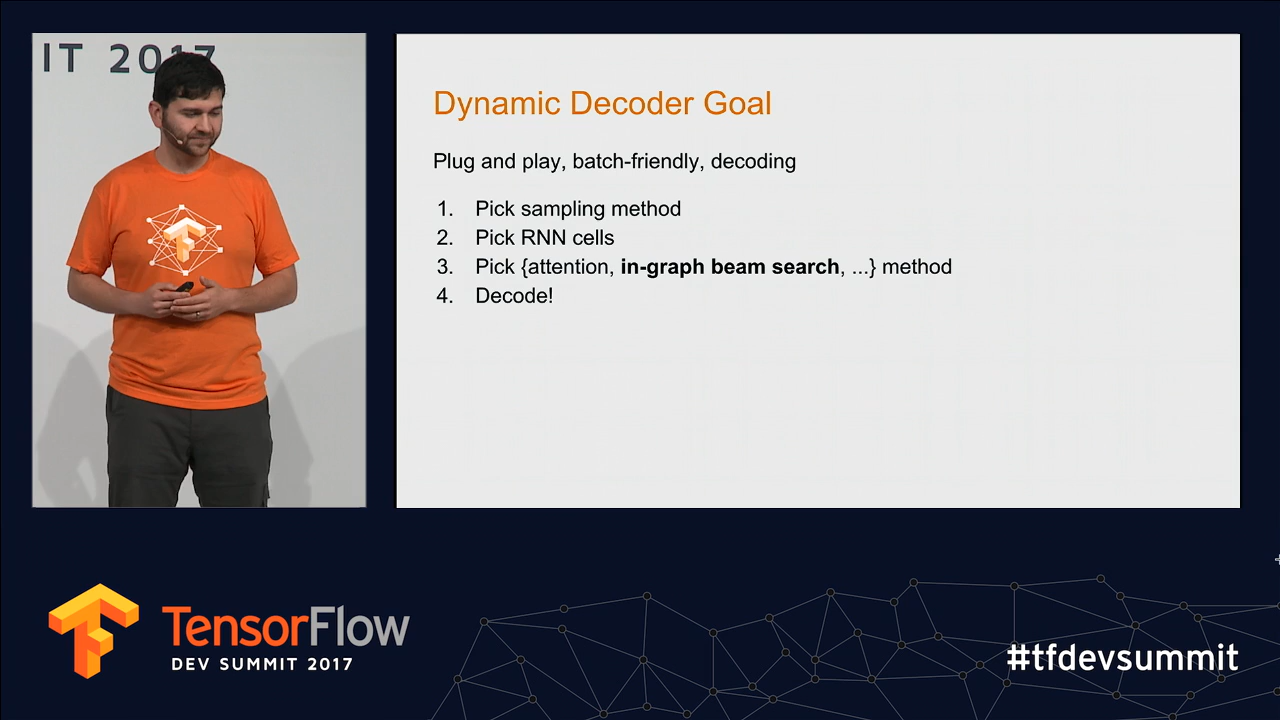 IT 2017
Dynamic Decoder Goal
Plug and play, batch-friendly, decoding
1. Pick sampling method
2. Pick RNN cells
3. Pick {attention, in-graph beam search, ...} method
4. Decode!
TensorFlow
DEV SUMMIT 2017
#tfdevsummit